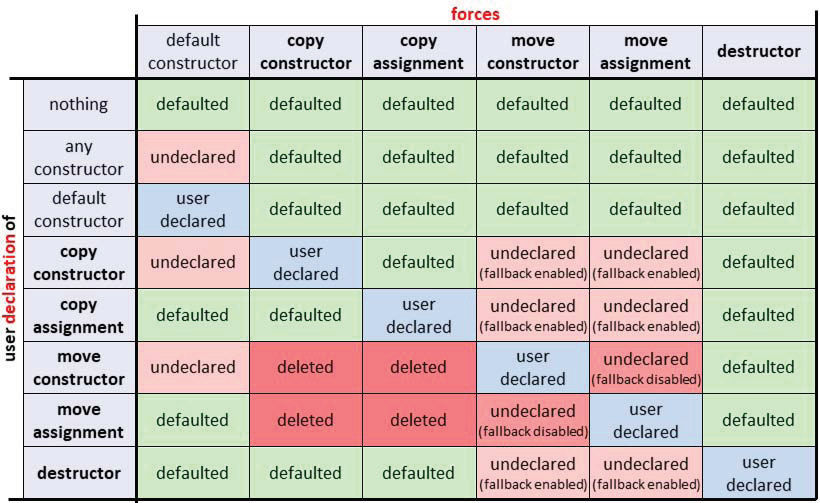 forces
default constructor | copy constructor | copy assignment | move constructor | move assignment | destructor
user declaration of
nothing | defaulted | defaulted | defaulted | defaulted | defaulted | defaulted
any constructor | undeclared | defaulted | defaulted | defaulted | defaulted | defaulted
default constructor | user declared | defaulted | defaulted | defaulted | defaulted | defaulted
copy constructor | undeclared | user declared | defaulted | undeclared (fallback enabled) | undeclared (fallback enabled) | defaulted
copy assignment | defaulted | defaulted | user declared | undeclared (fallback enabled) | undeclared (fallback enabled) | defaulted
move constructor | undeclared | deleted | deleted | user declared | undeclared (fallback disabled) | defaulted
move assignment | defaulted | deleted | deleted | undeclared (fallback disabled) | user declared | defaulted
destructor | defaulted | defaulted | defaulted | undeclared (fallback enabled) | undeclared (fallback enabled) | user declared